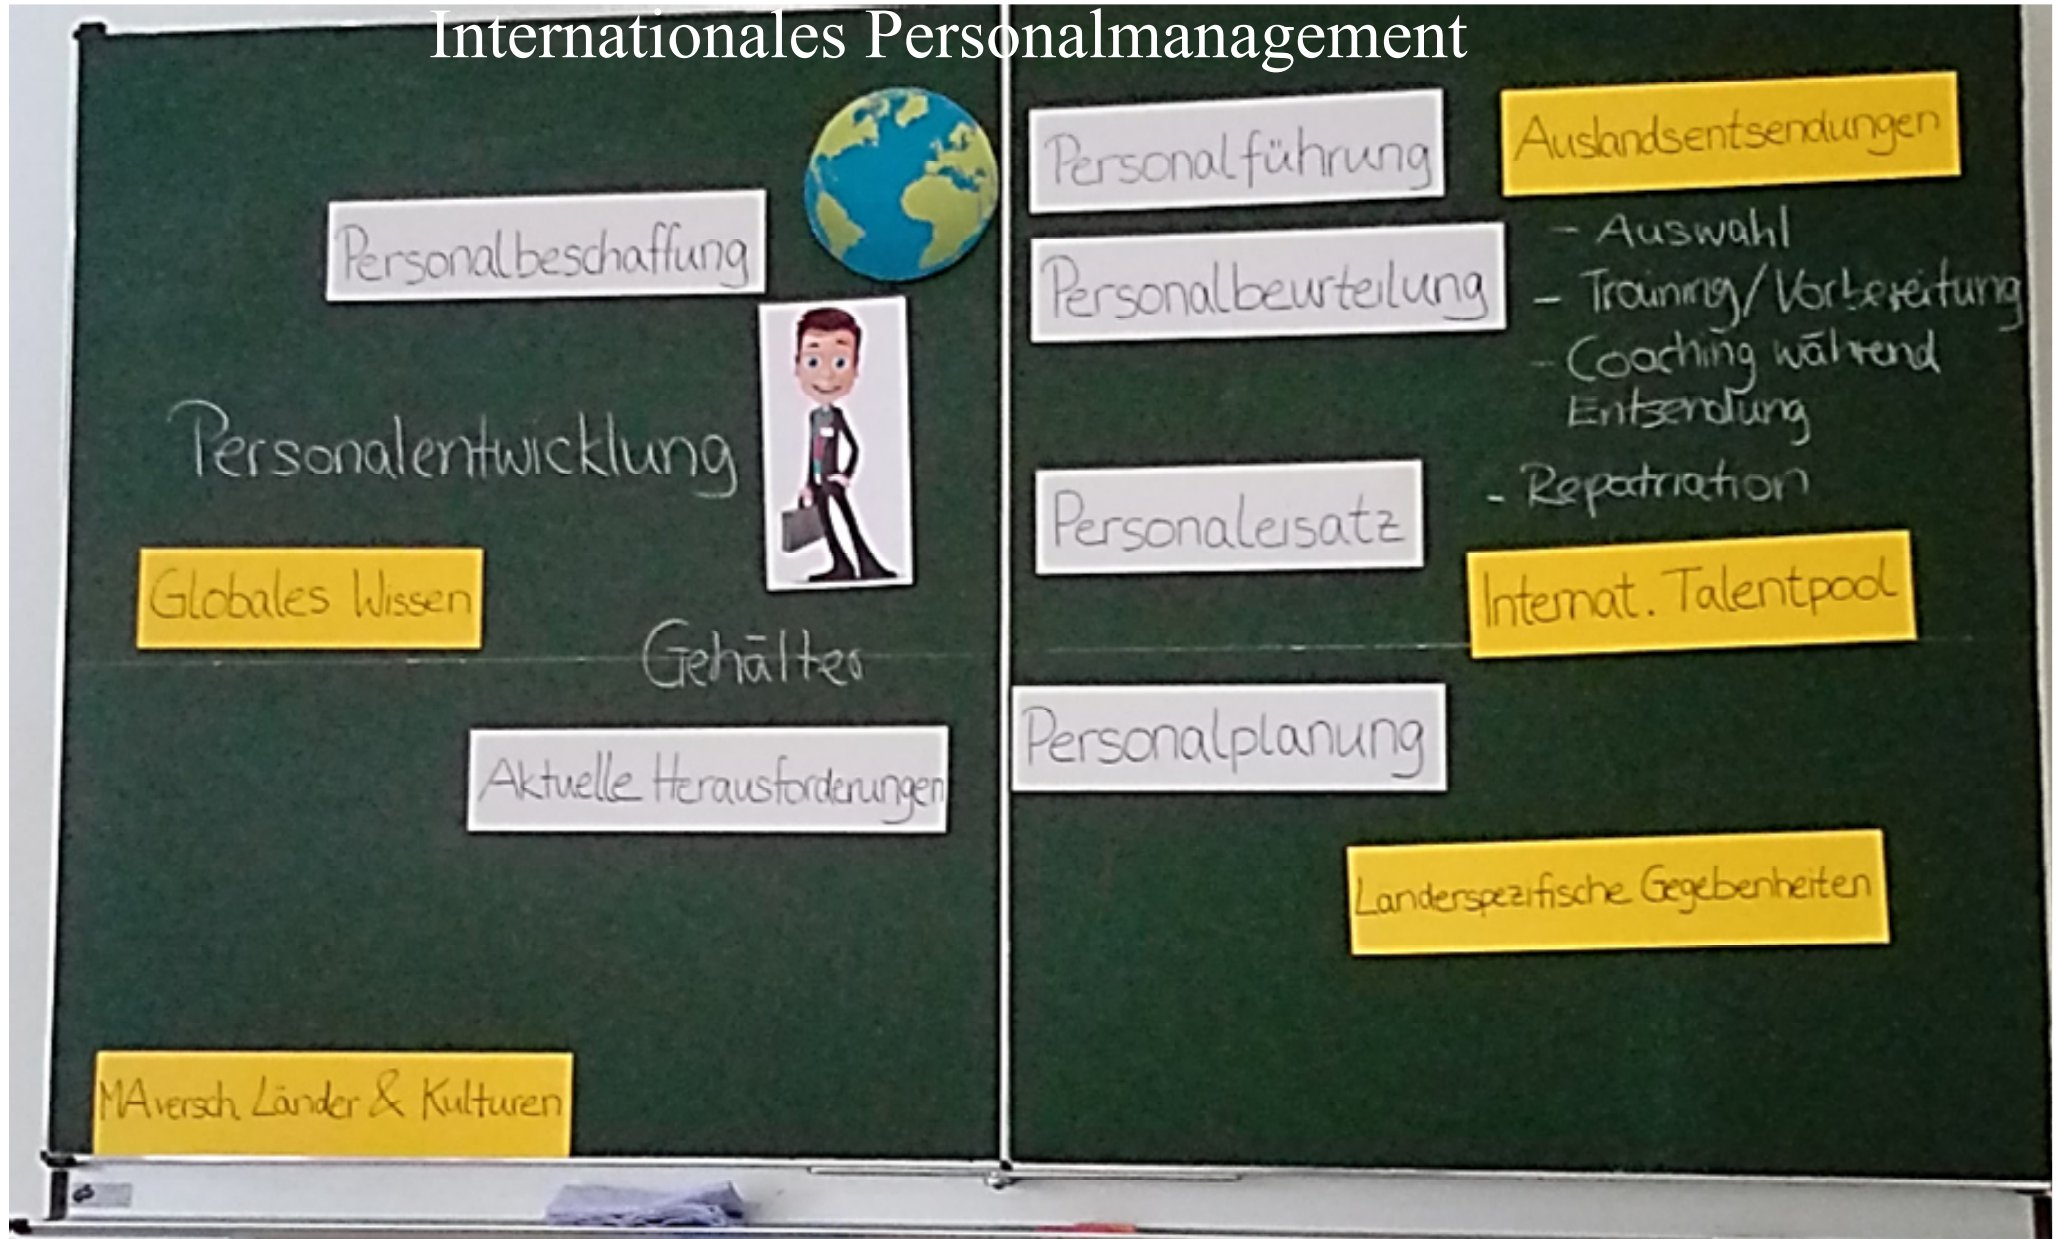 Internationales Personalmanagement
Personalbeschaffung
Personalentwicklung
Globales Wissen
Gehälter
Aktuelle Herausforderungen
MA versch. Länder & Kulturen
Personalführung
Auslandsentsendungen
Personalbeurteilung
- Auswahl
- Training/Vorbereitung
- Coaching während
Entsendung
- Repatriation
Personaleisatz
Internat. Talentpool
Personalplanung
Landerspezifische Gegebenheiten